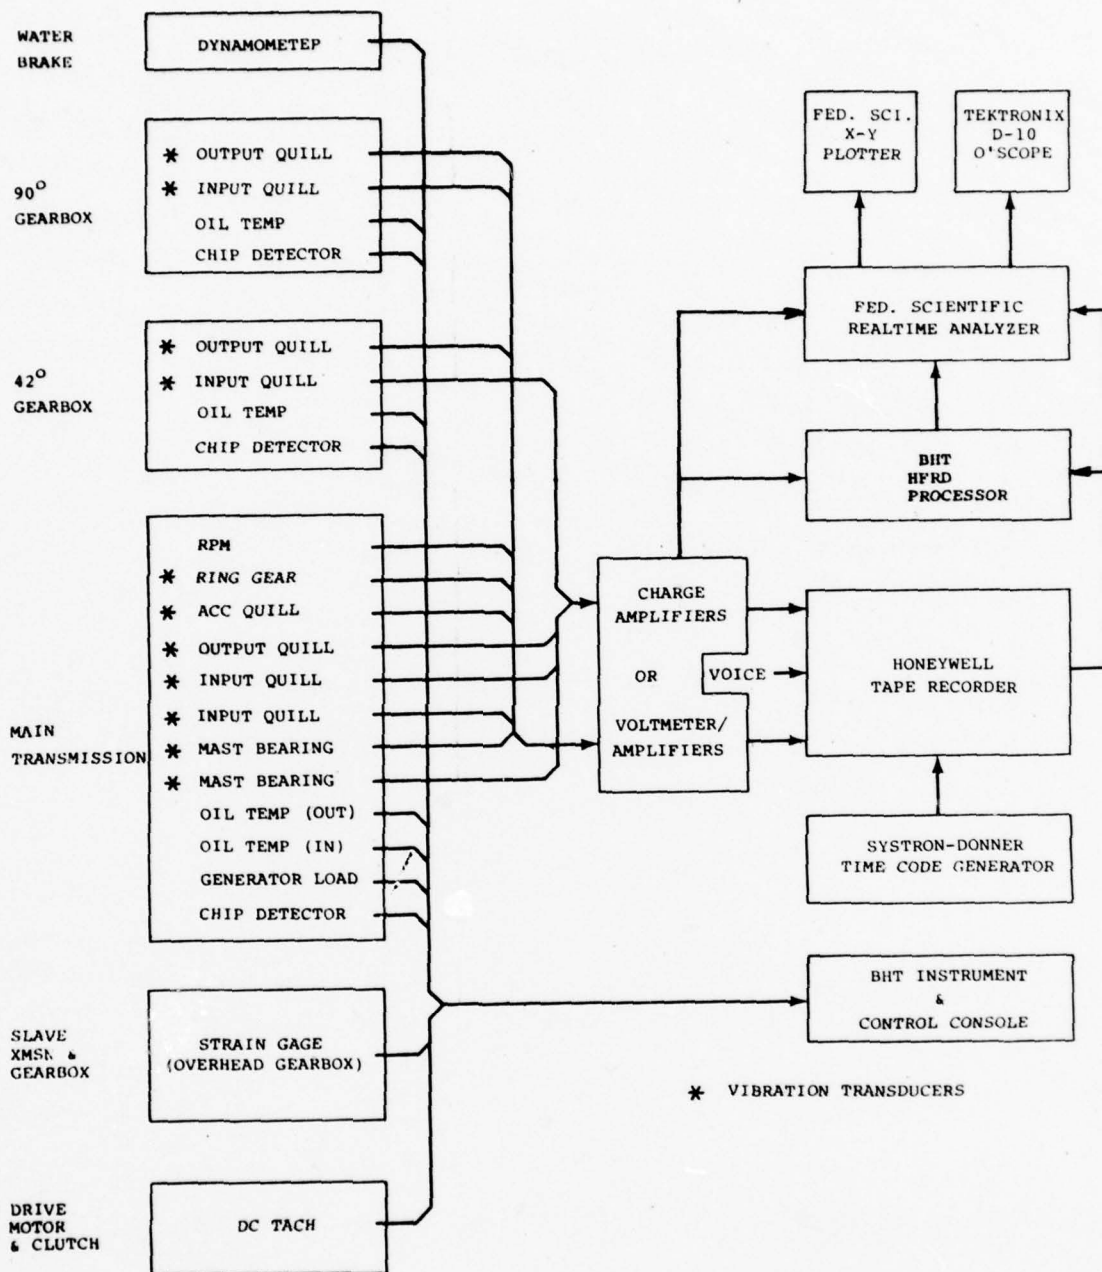 WATER
BRAKE
DYNAMOMETEP
90°
GEARBOX
* OUTPUT QUILL
* INPUT QUILL
OIL TEMP
CHIP DETECTOR
42°
GEARBOX
* OUTPUT QUILL
* INPUT QUILL
OIL TEMP
CHIP DETECTOR
MAIN
TRANSMISSION
RPM
* RING GEAR
* ACC QUILL
* OUTPUT QUILL
* INPUT QUILL
* INPUT QUILL
* MAST BEARING
* MAST BEARING
OIL TEMP (OUT)
OIL TEMP (IN)
GENERATOR LOAD
CHIP DETECTOR
SLAVE
XMSN &
GEARBOX
STRAIN GAGE
(OVERHEAD GEARBOX)
DRIVE
MOTOR
& CLUTCH
DC TACH
FED. SCI.
X-Y
PLOTTER
TEKTRONIX
D-10
O'SCOPE
FED. SCIENTIFIC
REALTIME ANALYZER
BHT
HFRD
PROCESSOR
CHARGE
AMPLIFIERS
OR
VOICE
VOLTMETER/
AMPLIFIERS
HONEYWELL
TAPE RECORDER
SYSTRON-DONNER
TIME CODE GENERATOR
BHT INSTRUMENT
&
CONTROL CONSOLE
* VIBRATION TRANSDUCERS